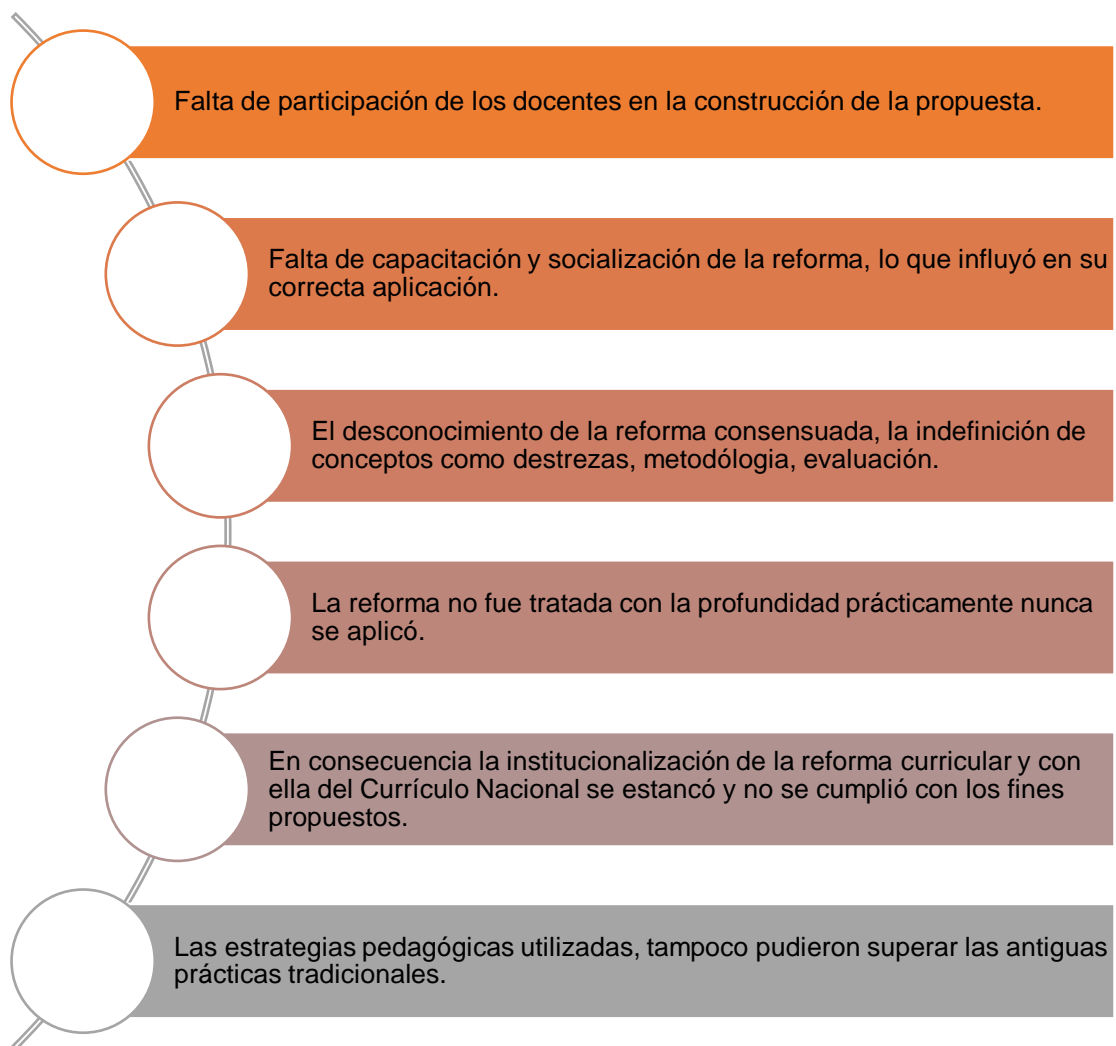 Falta de participación de los docentes en la construcción de la propuesta.
Falta de capacitación y socialización de la reforma, lo que influyó en su
correcta aplicación.
El desconocimiento de la reforma consensuada, la indefinición de
conceptos como destrezas, metodólogia, evaluación.
La reforma no fue tratada con la profundidad prácticamente nunca
se aplicó.
En consecuencia la institucionalización de la reforma curricular y con
ella del Currículo Nacional se estancó y no se cumplió con los fines
propuestos.
Las estrategias pedagógicas utilizadas, tampoco pudieron superar las antiguas
prácticas tradicionales.